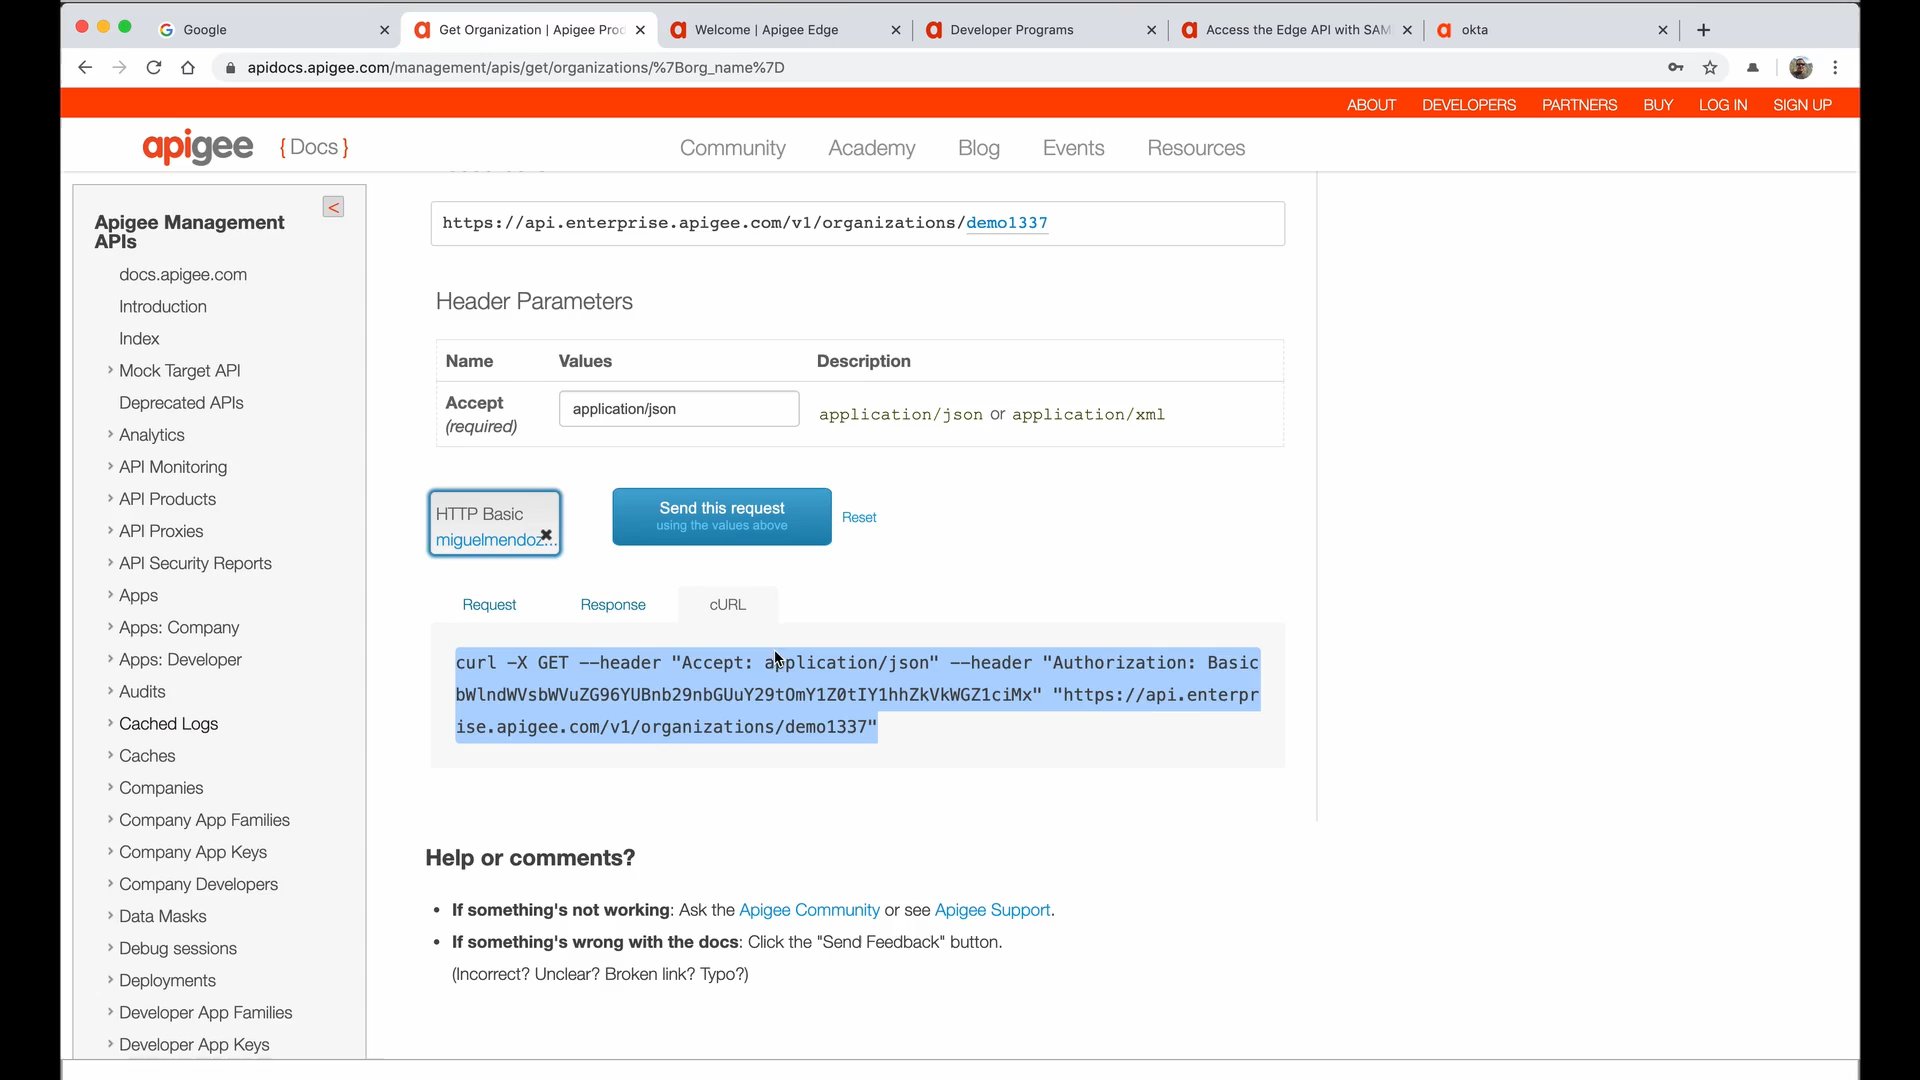 Google
Get Organization | Apigee Prod
Welcome | Apigee Edge
Developer Programs
Access the Edge API with SAM
okta
apidocs.apigee.com/management/apis/get/organizations/%7Borg_name%7D
ABOUT DEVELOPERS PARTNERS BUY LOG IN SIGN UP
apigee { Docs } Community Academy Blog Events Resources
<
Apigee Management
APIs
docs.apigee.com
Introduction
Index
Mock Target API
Deprecated APIs
Analytics
API Monitoring
API Products
API Proxies
API Security Reports
Apps
Apps: Company
Apps: Developer
Audits
Cached Logs
Caches
Companies
Company App Families
Company App Keys
Company Developers
Data Masks
Debug sessions
Deployments
Developer App Families
Developer App Keys
https://api.enterprise.apigee.com/v1/organizations/demo1337
Header Parameters
Name Values Description
Accept
(required)
application/json
application/json or application/xml
HTTP Basic
miguelmendoz...
Send this request
using the values above
Reset
Request Response cURL
curl -X GET --header "Accept: application/json" --header "Authorization: Basic
bWlndWVsbWVuZG96YUBnb29nbGUuY29tOmY1Z0tIY1hhZkVkWGZ1ciMx" "https://api.enterpr
ise.apigee.com/v1/organizations/demo1337"
Help or comments?
• If something's not working: Ask the Apigee Community or see Apigee Support.
• If something's wrong with the docs: Click the "Send Feedback" button.
(Incorrect? Unclear? Broken link? Typo?)